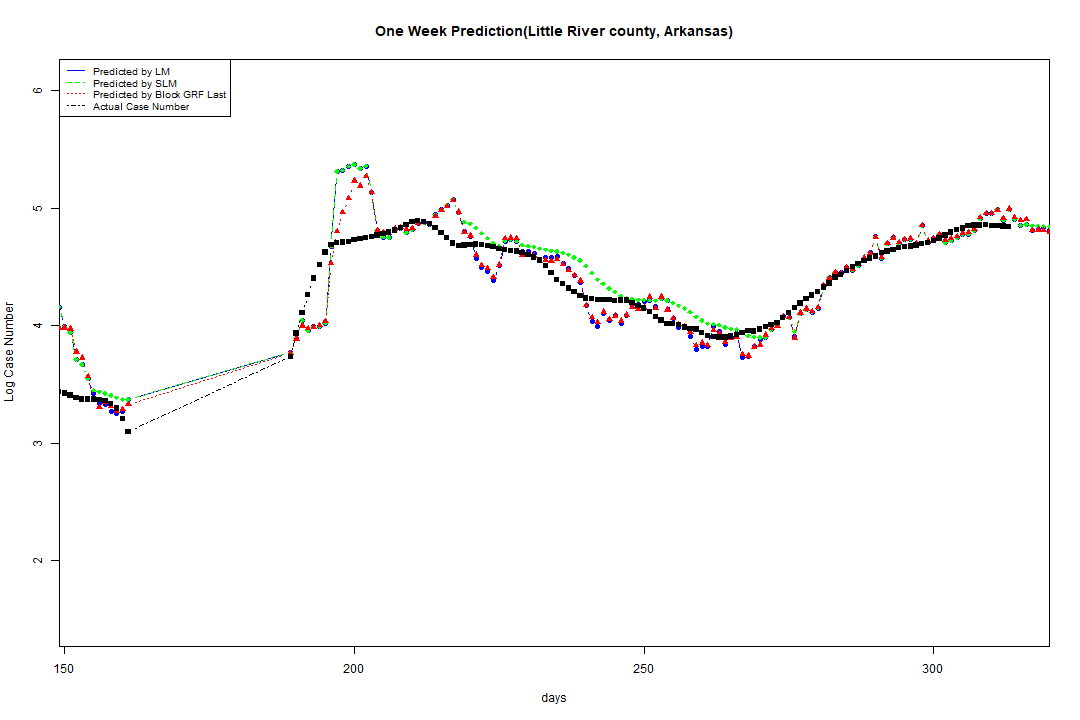 One Week Prediction(Little River county, Arkansas)
Predicted by LM
Predicted by SLM
Predicted by Block GRF Last
Actual Case Number
Log Case Number
6
5
4
3
2
150 200 250 300
days